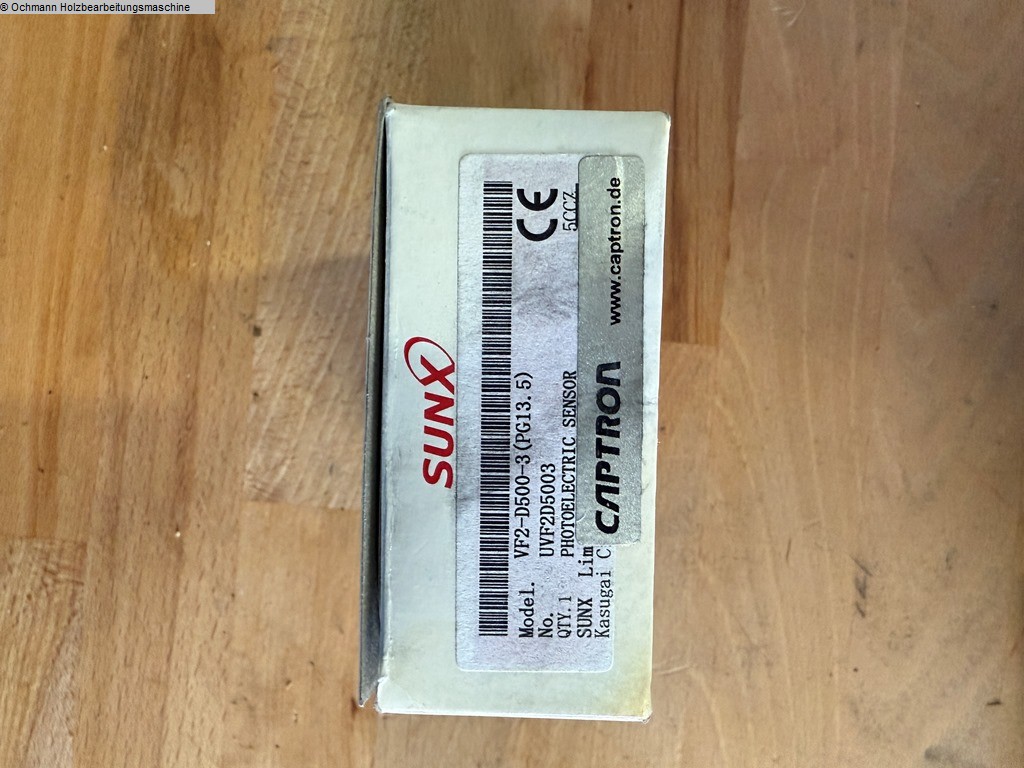 © Ochmann Holzbearbeitungsmaschine
SUNX
CE
Model. VF2-D500-3(PG13.5)
No. UVF2D5003
QTY.1 PHOTOELECTRIC SENSOR
5CCZ
SUNX
Kasugai
CAPTRON www.captron.de